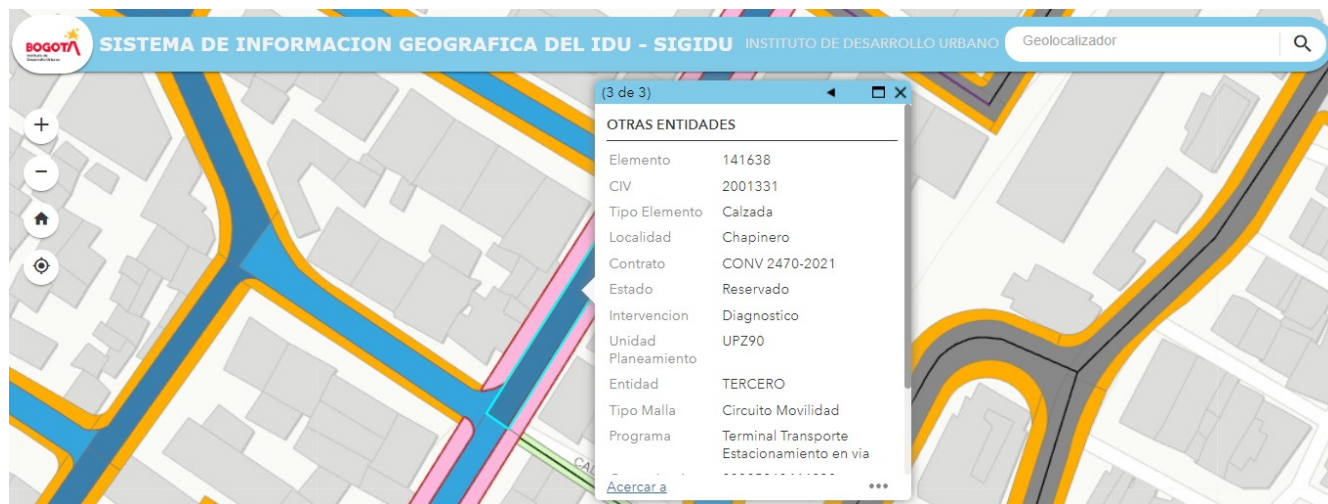 BOGOTÁ
SISTEMA DE INFORMACION GEOGRAFICA DEL IDU - SIGIDU INSTITUTO DE DESARROLLO URBANO
Geolocalizador
(3 de 3)
OTRAS ENTIDADES
Elemento 141638
CIV 2001331
Tipo Elemento Calzada
Localidad Chapinero
Contrato CONV 2470-2021
Estado Reservado
Intervencion Diagnostico
Unidad Planeamiento UPZ90
Entidad TERCERO
Tipo Malla Circuito Movilidad
Programa Terminal Transporte
Estacionamiento en via
Acercar a